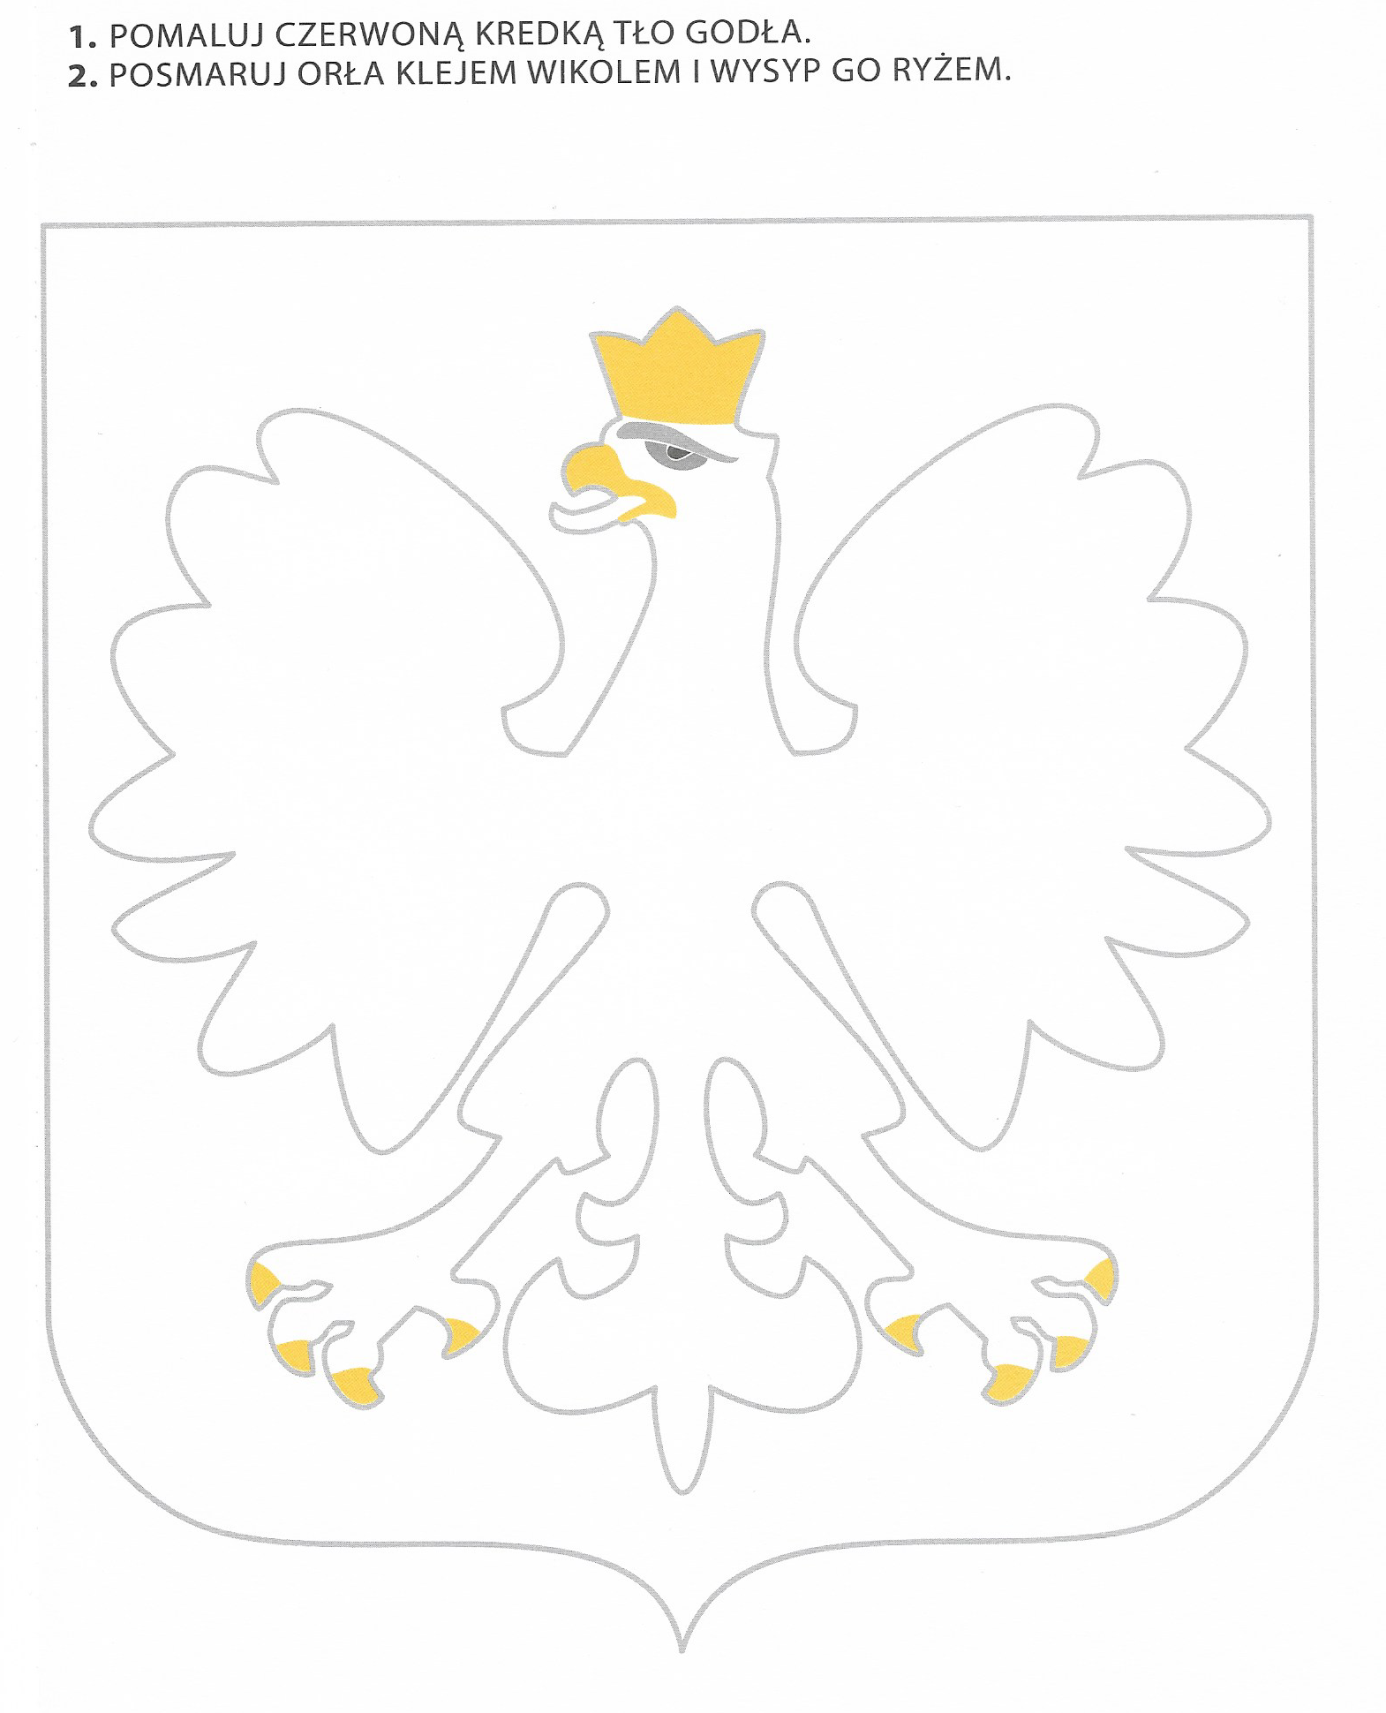 1. POMALUJ CZERWONĄ KREDKĄ TŁO GODŁA.
2. POSMARUJ ORŁA KLEJEM WIKOLEM I WYSYP GO RYŻEM.